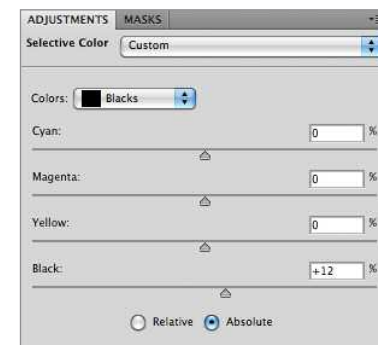 ADJUSTMENTS MASKS
Selective Color Custom
Colors: Blacks
Cyan: 0 %
Magenta: 0 %
Yellow: 0 %
Black: +12 %
Relative Absolute